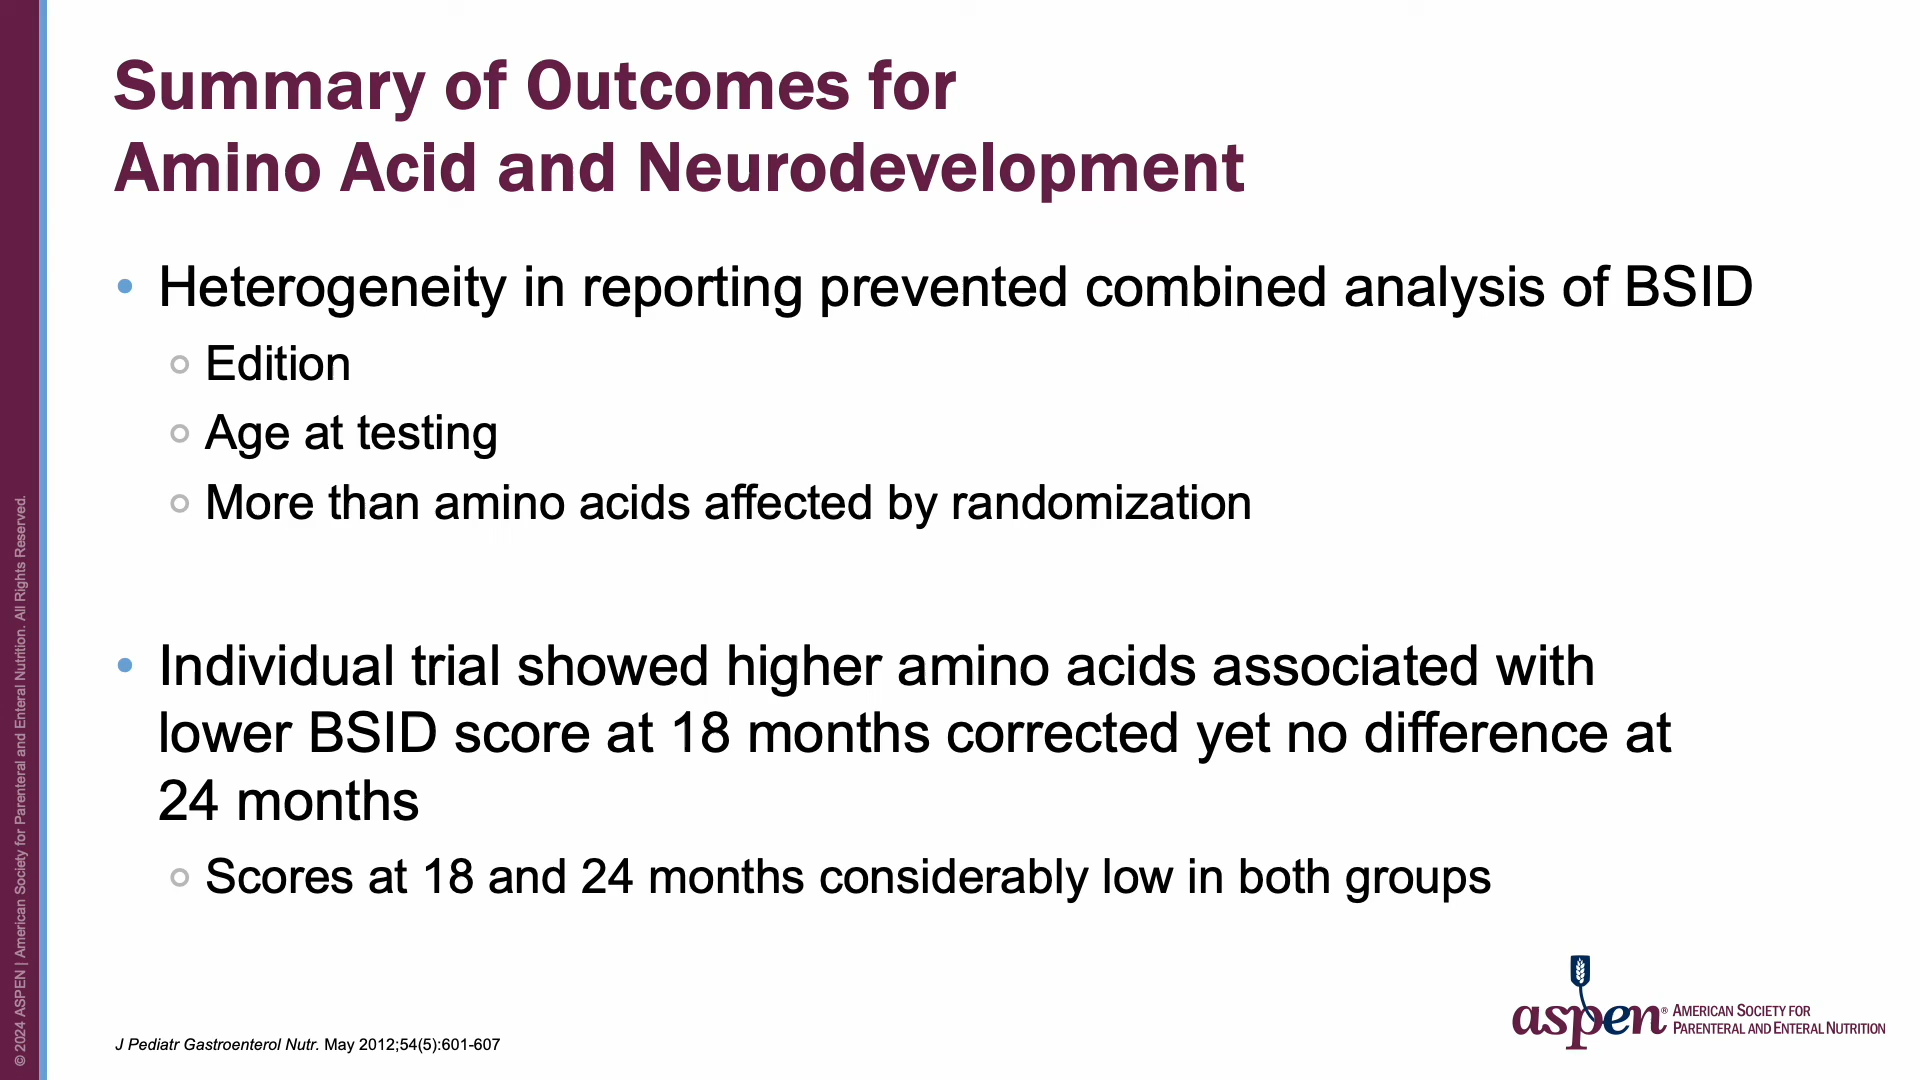 Summary of Outcomes for
Amino Acid and Neurodevelopment
• Heterogeneity in reporting prevented combined analysis of BSID
○ Edition
○ Age at testing
○ More than amino acids affected by randomization
• Individual trial showed higher amino acids associated with
lower BSID score at 18 months corrected yet no difference at
24 months
○ Scores at 18 and 24 months considerably low in both groups
J Pediatr Gastroenterol Nutr. May 2012;54(5):601-607
aspen®
AMERICAN SOCIETY FOR
PARENTERAL AND ENTERAL NUTRITION
© 2024 ASPEN | American Society for Parenteral and Enteral Nutrition. All Rights Reserved.